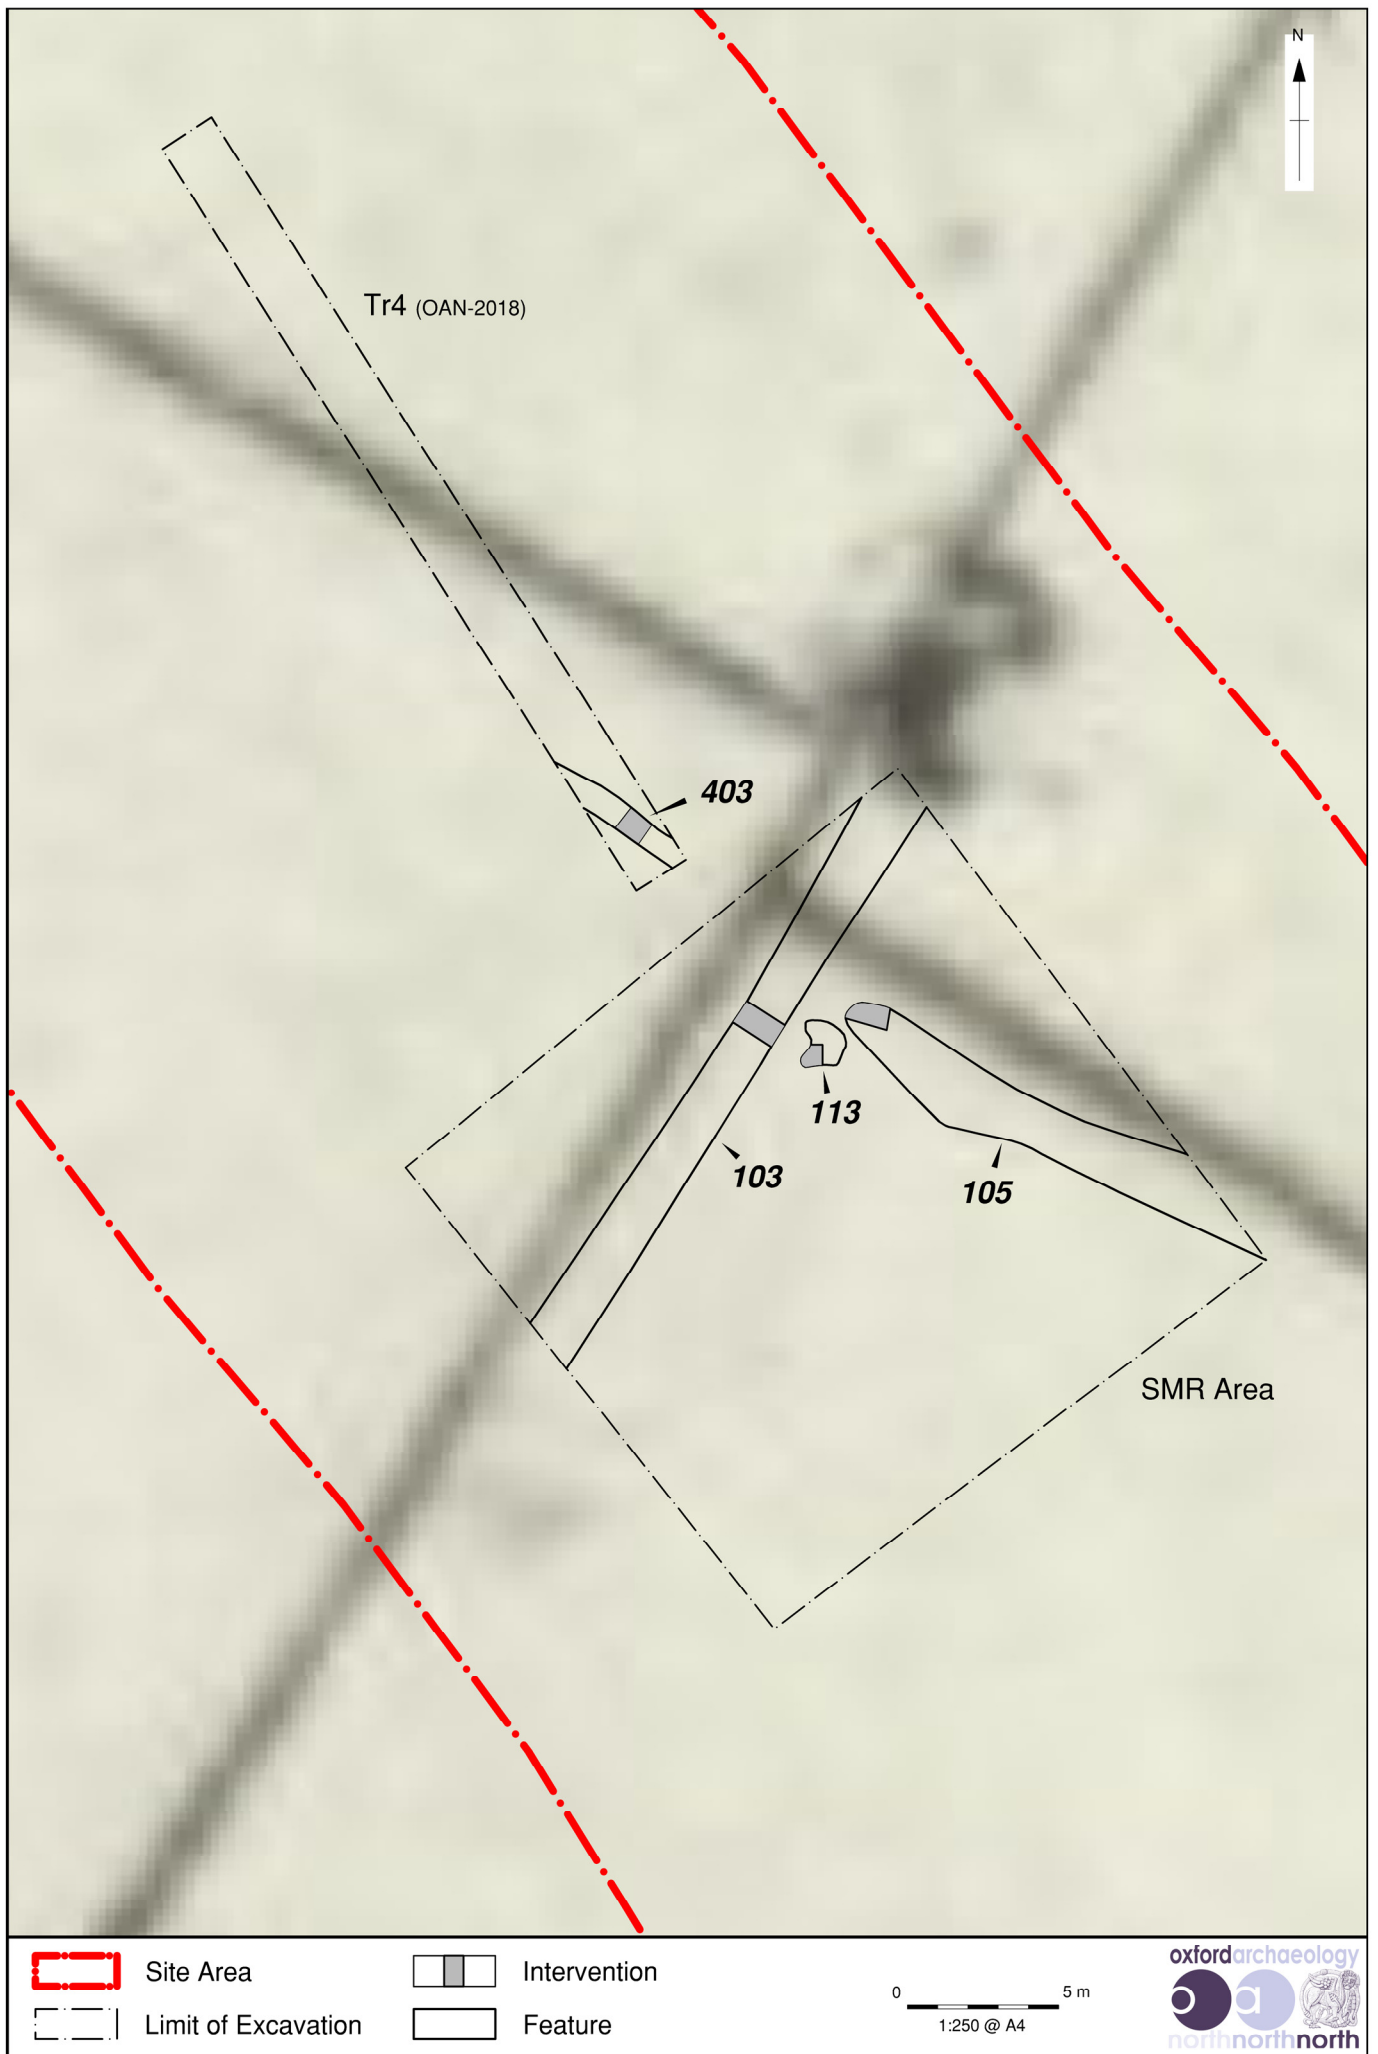 N
Tr4 (OAN-2018)
403
113
103
105
SMR Area
Site Area
Intervention
Limit of Excavation
Feature
0 5 m
1:250 @ A4
oxfordarchaeology
oa
northnorthnorth